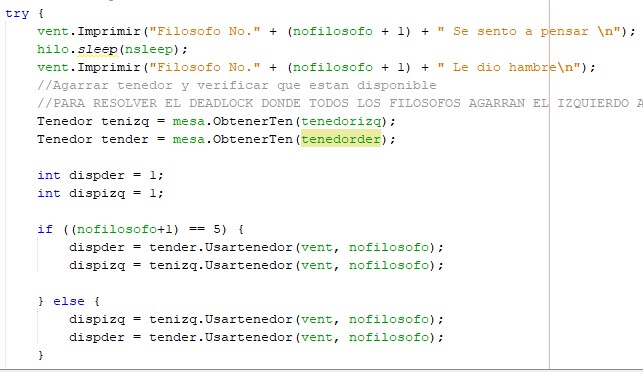 try {
vent.Imprimir("Filosofo No." + (nofilosofo + 1) + " Se sento a pensar \n");
hilo.sleep(nsleep);
vent.Imprimir("Filosofo No." + (nofilosofo + 1) + " Le dio hambre\n");
//Agarrar tenedor y verificar que estan disponible
//PARA RESOLVER EL DEADLOCK DONDE TODOS LOS FILOSOFOS AGARRAN EL IZQUIERDO A
Tenedor tenizq = mesa.ObtenerTen(tenedorizq);
Tenedor tender = mesa.ObtenerTen(tenedorder);
int dispder = 1;
int dispizq = 1;
if ((nofilosofo+1) == 5) {
dispder = tender.Usartenedor(vent, nofilosofo);
dispizq = tenizq.Usartenedor(vent, nofilosofo);
} else {
dispizq = tenizq.Usartenedor(vent, nofilosofo);
dispder = tender.Usartenedor(vent, nofilosofo);
}